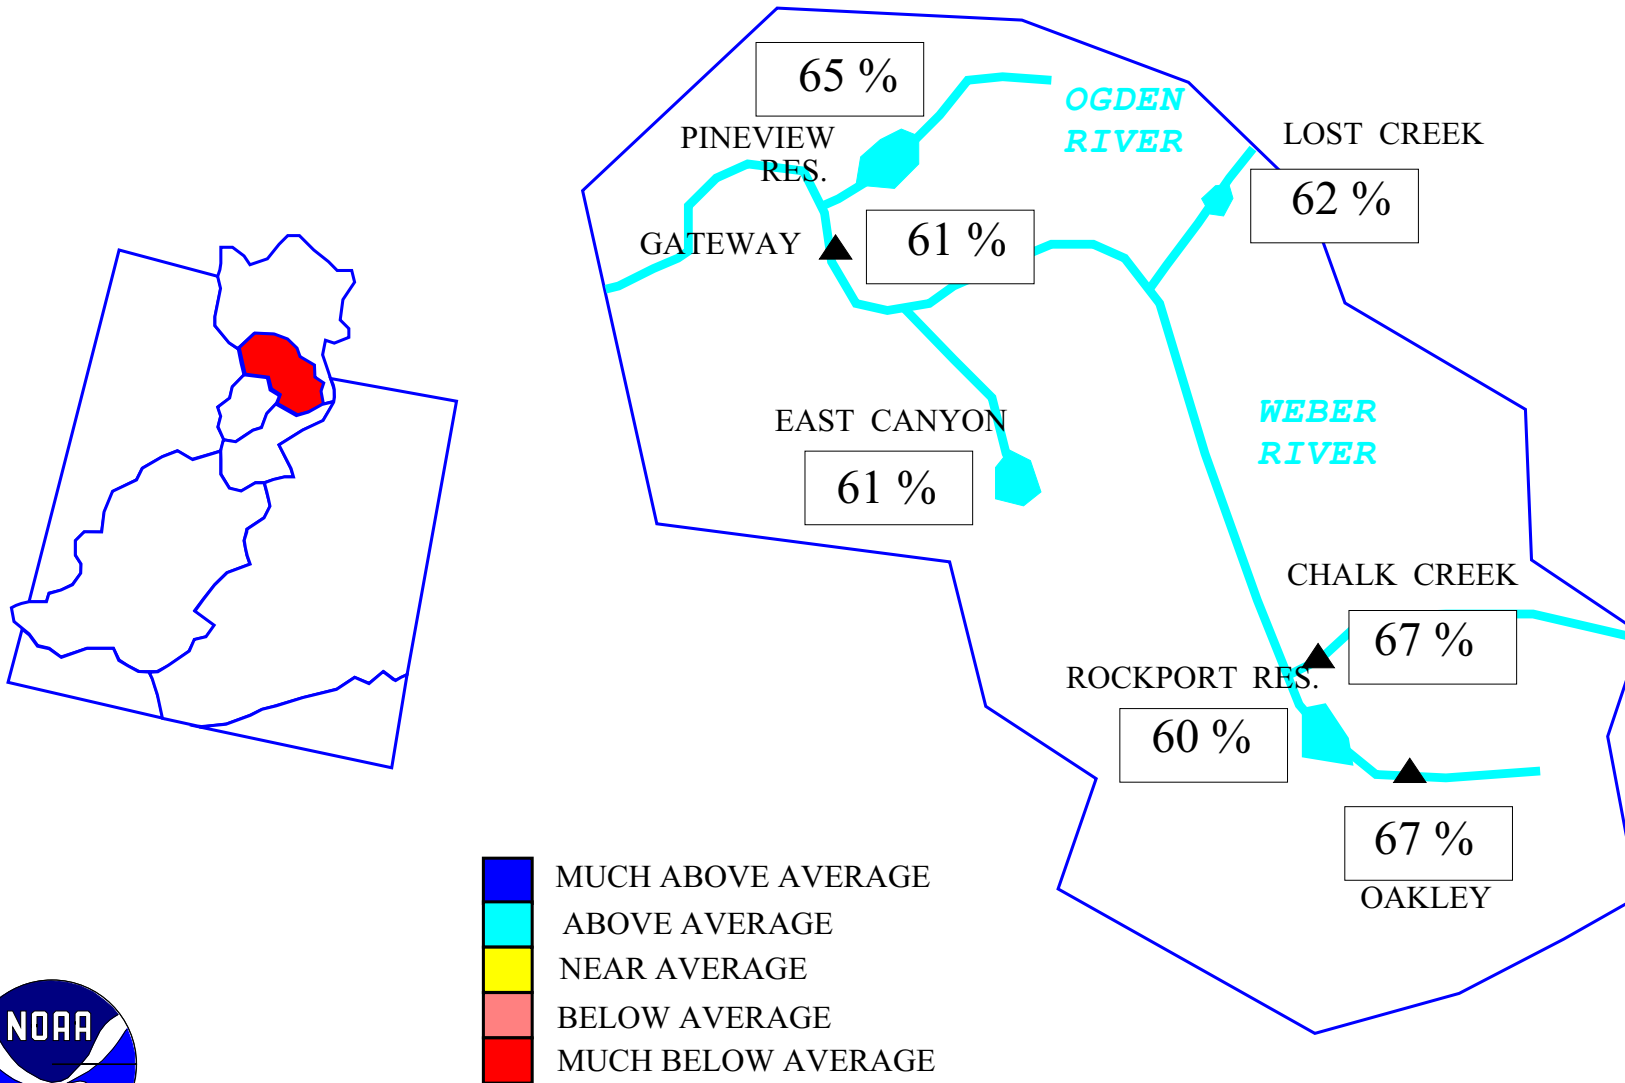 65 %
OGDEN
RIVER
PINEVIEW
RES.
LOST CREEK
62 %
GATEWAY
61 %
EAST CANYON
61 %
WEBER
RIVER
CHALK CREEK
67 %
ROCKPORT RES.
60 %
67 %
OAKLEY
MUCH ABOVE AVERAGE
ABOVE AVERAGE
NEAR AVERAGE
BELOW AVERAGE
MUCH BELOW AVERAGE
NOAA